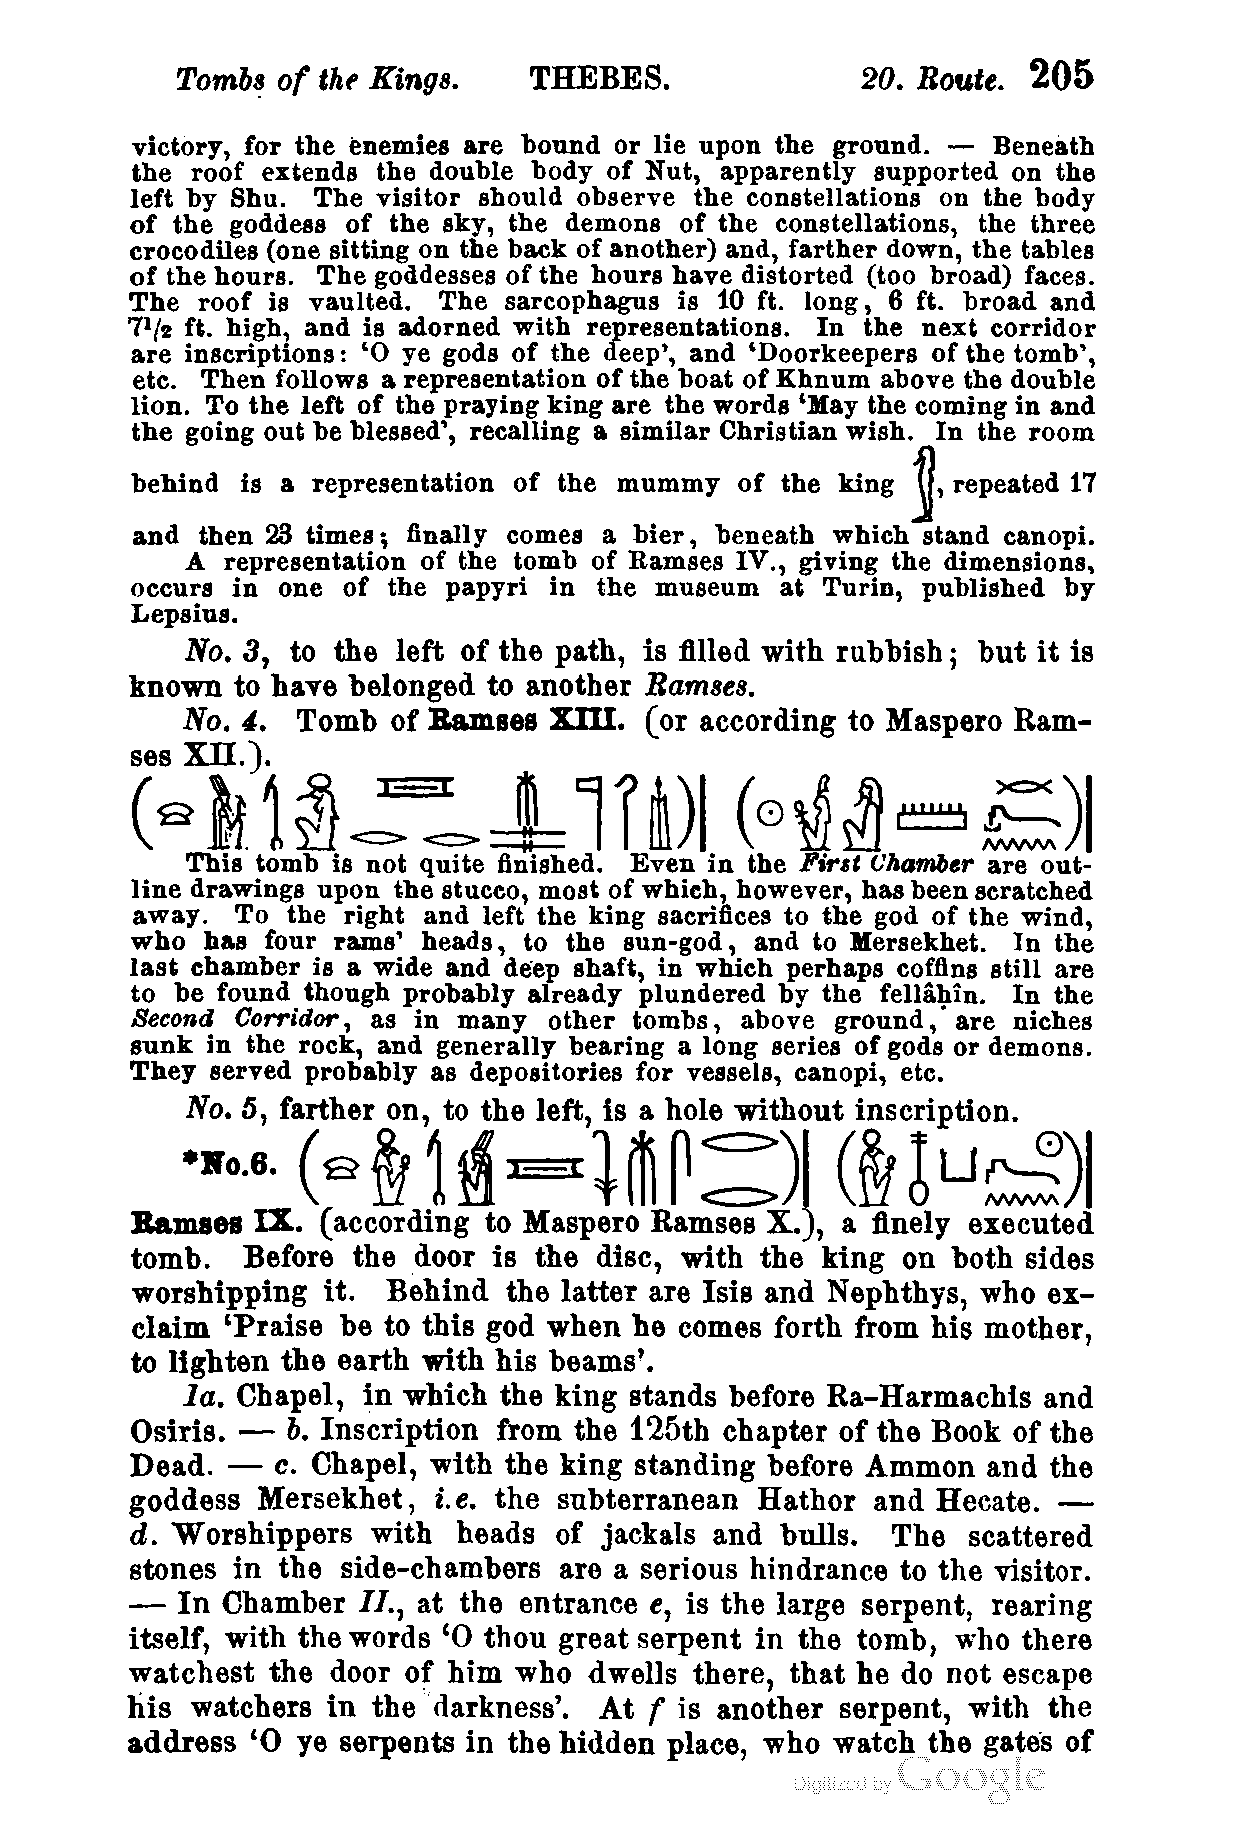 Tombs of the Kings. THEBES. 20. Route. 205
victory, for the enemies are bound or lie upon the ground. — Beneath
the roof extends the double body of Nut, apparently supported on the
left by Shu. The visitor should observe the constellations on the body
of the goddess of the sky, the demons of the constellations, the three
crocodiles (one sitting on the back of another) and, farther down, the tables
of the hours. The goddesses of the hours have distorted (too broad) faces.
The roof is vaulted. The sarcophagus is 10 ft. long, 6 ft. broad and
7¹/₂ ft. high, and is adorned with representations. In the next corridor
are inscriptions: ‘O ye gods of the deep’, and ‘Doorkeepers of the tomb’,
etc. Then follows a representation of the boat of Khnum above the double
lion. To the left of the praying king are the words ‘May the coming in and
the going out be blessed’, recalling a similar Christian wish. In the room
behind is a representation of the mummy of the king , repeated 17
and then 23 times; finally comes a bier, beneath which stand canopi.
A representation of the tomb of Ramses IV., giving the dimensions,
occurs in one of the papyri in the museum at Turin, published by
Lepsius.
No. 3, to the left of the path, is filled with rubbish; but it is
known to have belonged to another Ramses.
No. 4. Tomb of Ramses XIII. (or according to Maspero Ram-
ses XII.).
This tomb is not quite finished. Even in the First Chamber are out-
line drawings upon the stucco, most of which, however, has been scratched
away. To the right and left the king sacrifices to the god of the wind,
who has four rams’ heads, to the sun-god, and to Mersekhet. In the
last chamber is a wide and deep shaft, in which perhaps coffins still are
to be found though probably already plundered by the fellâḥîn. In the
Second Corridor, as in many other tombs, above ground, are niches
sunk in the rock, and generally bearing a long series of gods or demons.
They served probably as depositories for vessels, canopi, etc.
No. 5, farther on, to the left, is a hole without inscription.
*No. 6.
Ramses IX. (according to Maspero Ramses X.), a finely executed
tomb. Before the door is the disc, with the king on both sides
worshipping it. Behind the latter are Isis and Nephthys, who ex-
claim ‘Praise be to this god when he comes forth from his mother,
to lighten the earth with his beams’.
1a. Chapel, in which the king stands before Ra-Harmachis and
Osiris. — b. Inscription from the 125th chapter of the Book of the
Dead. — c. Chapel, with the king standing before Ammon and the
goddess Mersekhet, i.e. the subterranean Hathor and Hecate. —
d. Worshippers with heads of jackals and bulls. The scattered
stones in the side-chambers are a serious hindrance to the visitor.
— In Chamber II., at the entrance e, is the large serpent, rearing
itself, with the words ‘O thou great serpent in the tomb, who there
watchest the door of him who dwells there, that he do not escape
his watchers in the darkness’. At f is another serpent, with the
address ‘O ye serpents in the hidden place, who watch the gates of
Digitized by Google